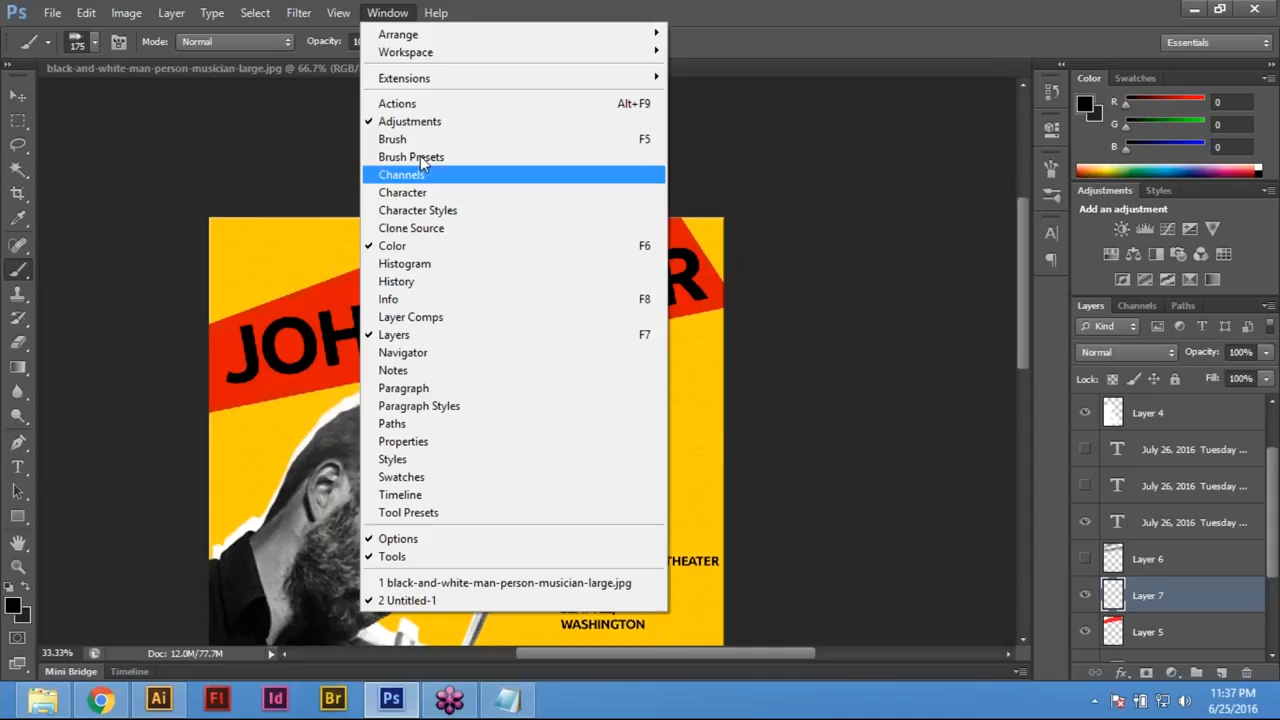 Ps File Edit Image Layer Type Select Filter View Window Help
175 Mode: Normal Opacity: Essentials
black-and-white-man-person-musician-large.jpg @ 66.7% (RGB/
Arrange
Workspace
Extensions
Actions Alt+F9
Adjustments
Brush F5
Brush Presets
Channels
Character
Character Styles
Clone Source
Color F6
Histogram
History
Info F8
Layer Comps
Layers F7
Navigator
Notes
Paragraph
Paragraph Styles
Paths
Properties
Styles
Swatches
Timeline
Tool Presets
Options
Tools
1 black-and-white-man-person-musician-large.jpg
2 Untitled-1
JOH
R
THEATER
WASHINGTON
Color Swatches
R 0
G 0
B 0
Adjustments Styles
Add an adjustment
Layers Channels Paths
Kind
Normal Opacity: 100%
Lock: Fill: 100%
Layer 4
July 26, 2016 Tuesday ...
July 26, 2016 Tuesday ...
July 26, 2016 Tuesday ...
Layer 6
Layer 7
Layer 5
33.33% Doc: 12.0M/77.7M
Mini Bridge Timeline
Ai Fl Id Br Ps
11:37 PM
6/25/2016